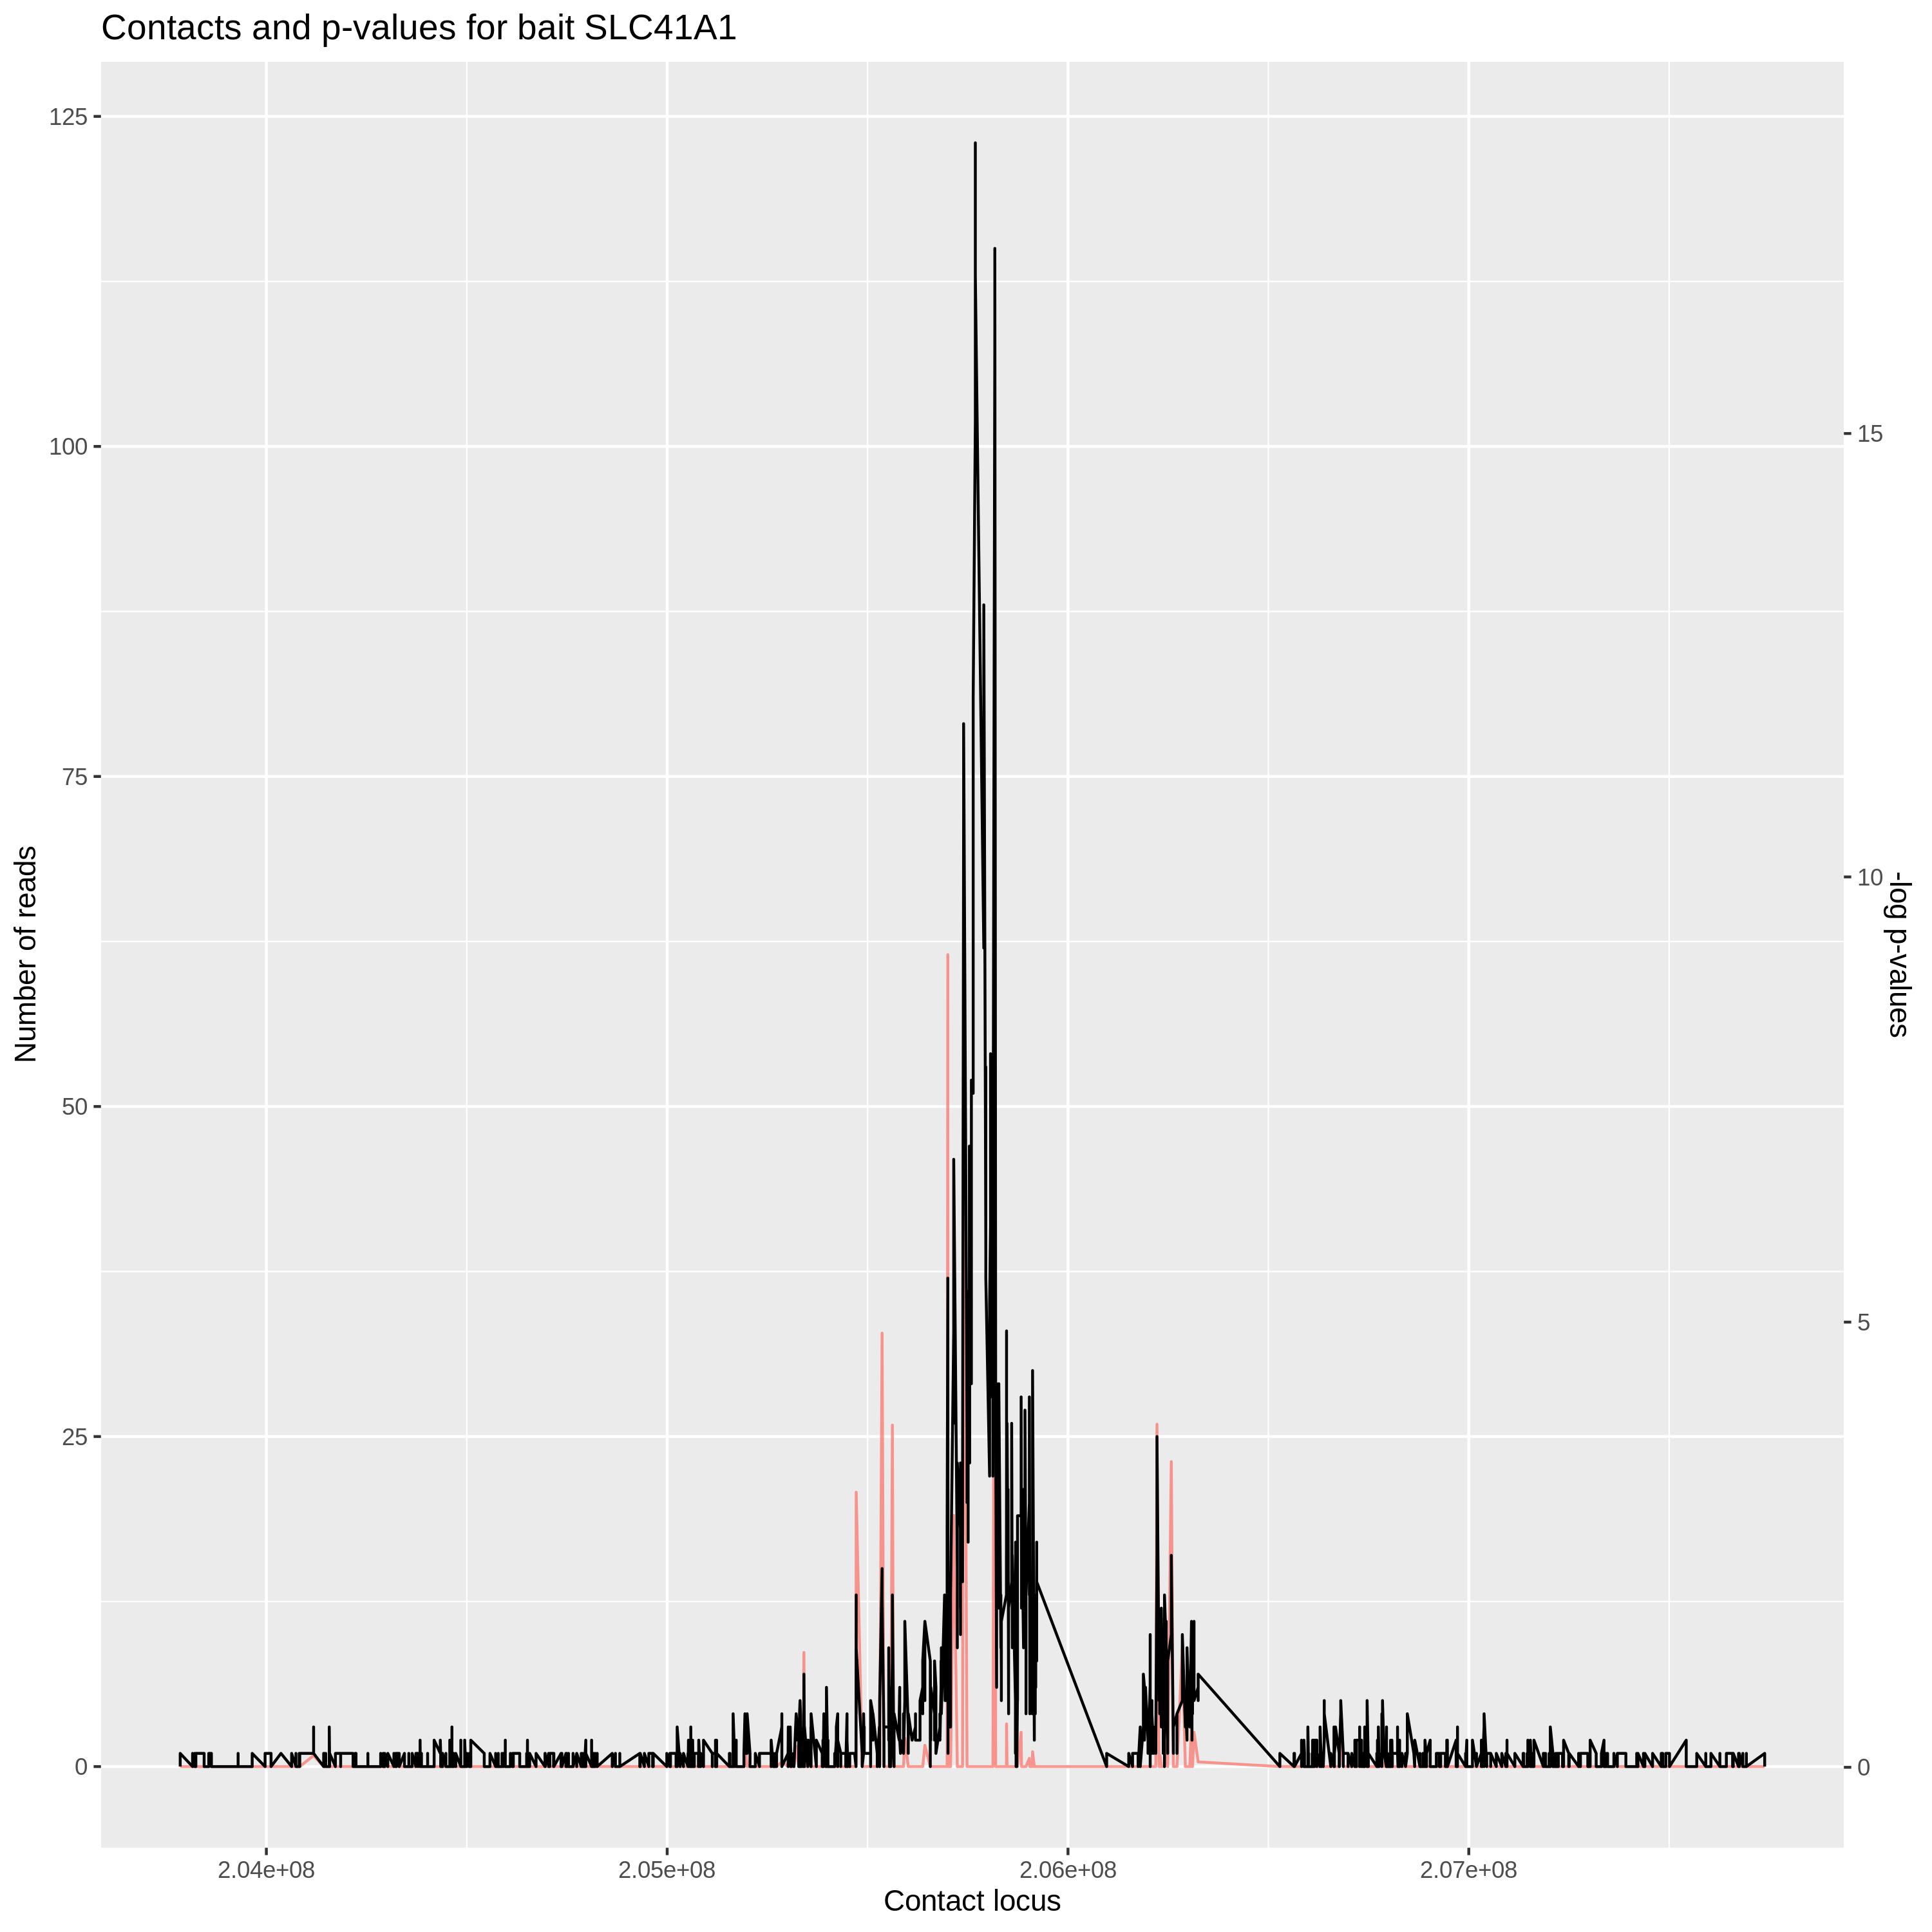 Contacts and p-values for bait SLC41A1
125
100
75
50
25
0
Number of reads
15
10
5
0
-log p-values
2.04e+08
2.05e+08
2.06e+08
2.07e+08
Contact locus